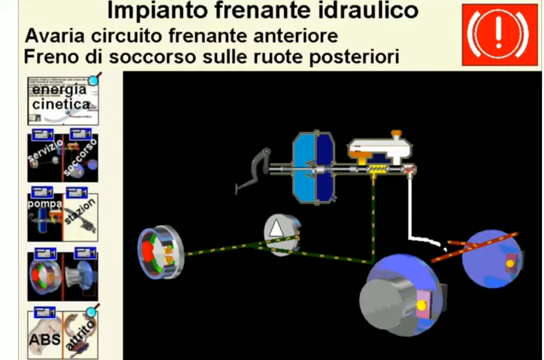 Impianto frenante idraulico
Avaria circuito frenante anteriore
Freno di soccorso sulle ruote posteriori
energia
cinetica
servizio
soccorso
pompa
stazion
ABS
attrito